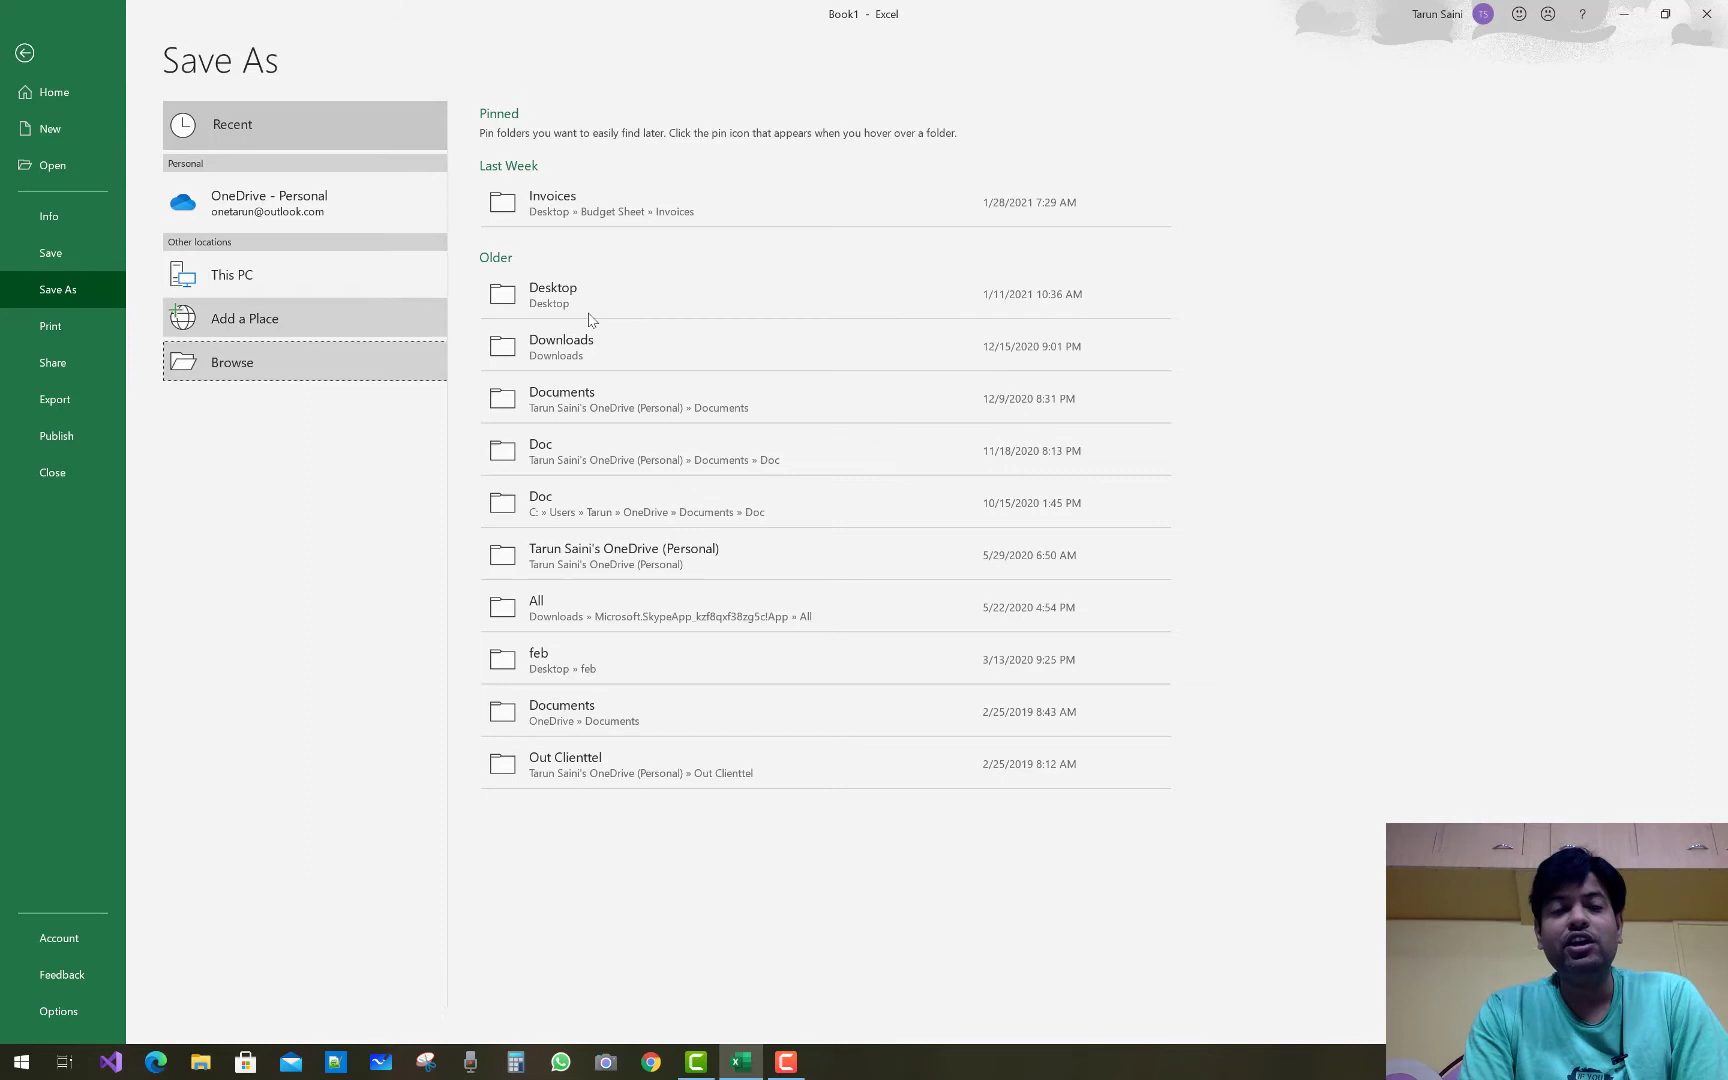 Book1 - Excel
Tarun Saini
TS
?
Save As
Home
New
Open
Info
Save
Save As
Print
Share
Export
Publish
Close
Account
Feedback
Options
Recent
Personal
OneDrive - Personal
onetarun@outlook.com
Other locations
This PC
Add a Place
Browse
Pinned
Pin folders you want to easily find later. Click the pin icon that appears when you hover over a folder.
Last Week
Invoices
Desktop » Budget Sheet » Invoices
1/28/2021 7:29 AM
Older
Desktop
Desktop
1/11/2021 10:36 AM
Downloads
Downloads
12/15/2020 9:01 PM
Documents
Tarun Saini's OneDrive (Personal) » Documents
12/9/2020 8:31 PM
Doc
Tarun Saini's OneDrive (Personal) » Documents » Doc
11/18/2020 8:13 PM
Doc
C: » Users » Tarun » OneDrive » Documents » Doc
10/15/2020 1:45 PM
Tarun Saini's OneDrive (Personal)
Tarun Saini's OneDrive (Personal)
5/29/2020 6:50 AM
All
Downloads » Microsoft.SkypeApp_kzf8qxf38zg5c!App » All
5/22/2020 4:54 PM
feb
Desktop » feb
3/13/2020 9:25 PM
Documents
OneDrive » Documents
2/25/2019 8:43 AM
Out Clienttel
Tarun Saini's OneDrive (Personal) » Out Clienttel
2/25/2019 8:12 AM
IF YOU